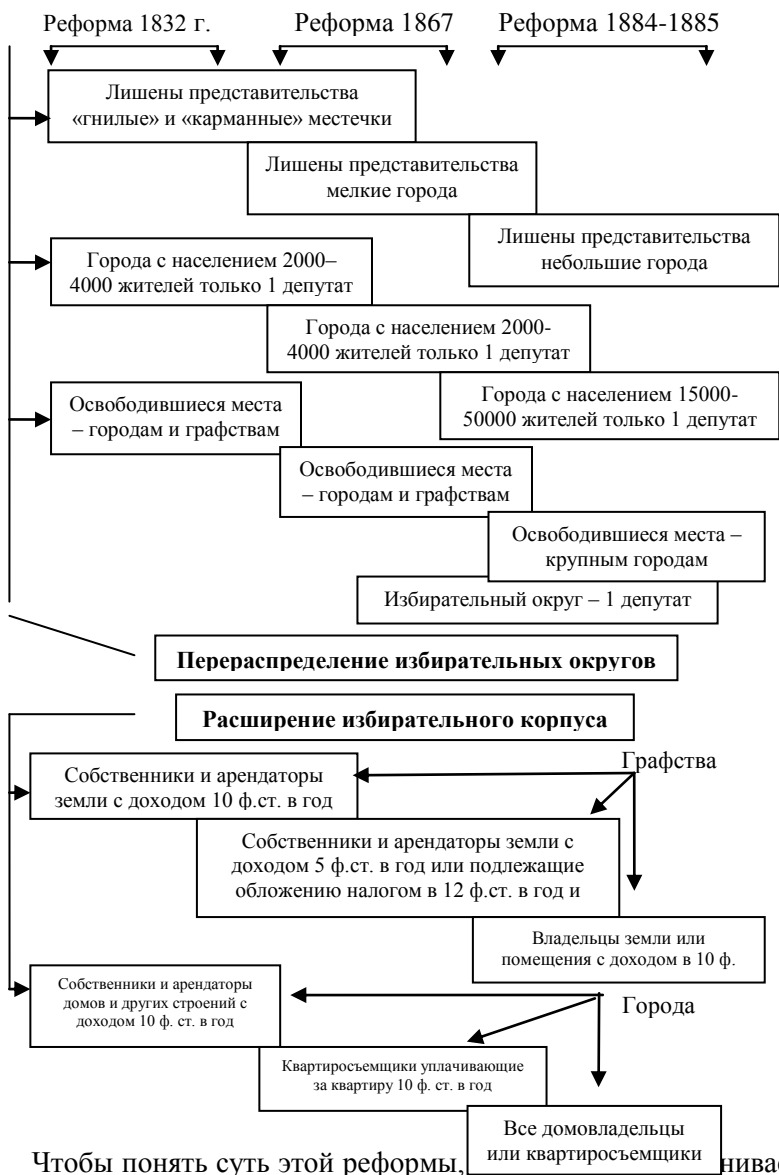 Реформа 1832 г. Реформа 1867 Реформа 1884-1885
Лишены представительства
«гнилые» и «карманные» местечки
Лишены представительства
мелкие города
Лишены представительства
небольшие города
Города с населением 2000–
4000 жителей только 1 депутат
Города с населением 2000-
4000 жителей только 1 депутат
Города с населением 15000-
50000 жителей только 1 депутат
Освободившиеся места
– городам и графствам
Освободившиеся места
– городам и графствам
Освободившиеся места –
крупным городам
Избирательный округ – 1 депутат
Перераспределение избирательных округов
Расширение избирательного корпуса
Графства
Собственники и арендаторы
земли с доходом 10 ф.ст. в год
Собственники и арендаторы земли с
доходом 5 ф.ст. в год или подлежащие
обложению налогом в 12 ф.ст. в год и
Владельцы земли или
помещения с доходом в 10 ф.
Города
Собственники и арендаторы
домов и других строений с
доходом 10 ф. ст. в год
Квартиросъемщики уплачивающие
за квартиру 10 ф. ст. в год
Все домовладельцы
или квартиросъемщики
Чтобы понять суть этой реформы,